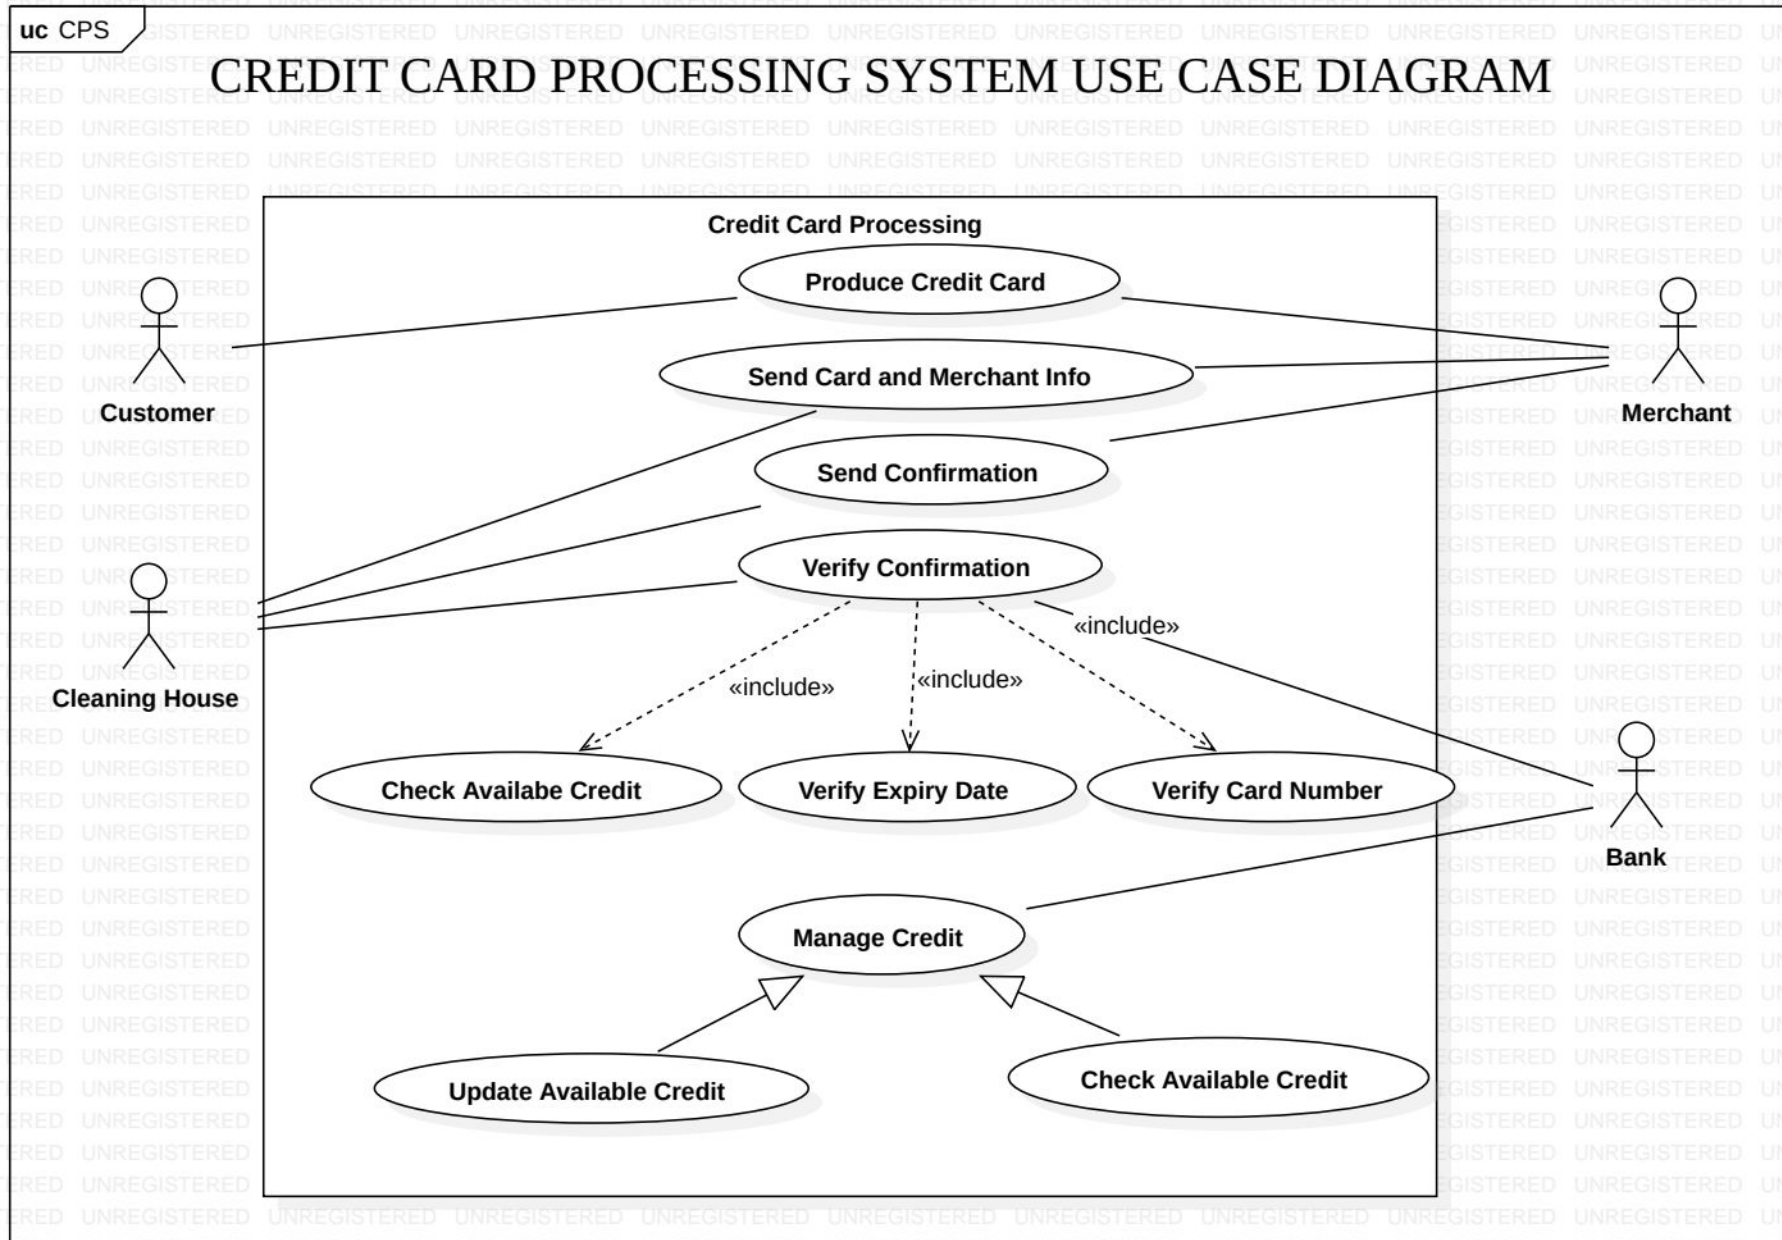 uc CPS
CREDIT CARD PROCESSING SYSTEM USE CASE DIAGRAM
Credit Card Processing
Produce Credit Card
Send Card and Merchant Info
Customer
Merchant
Send Confirmation
Verify Confirmation
«include»
«include»
«include»
Cleaning House
Check Availabe Credit
Verify Expiry Date
Verify Card Number
Bank
Manage Credit
Update Available Credit
Check Available Credit
UNREGISTERED